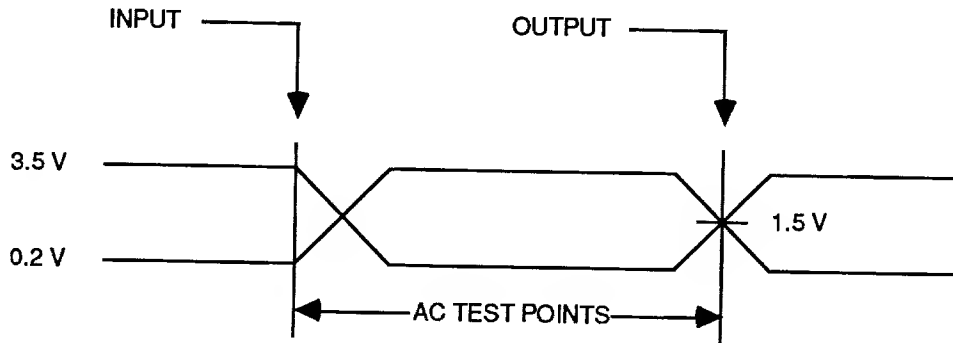 INPUT
OUTPUT
3.5 V
1.5 V
0.2 V
AC TEST POINTS